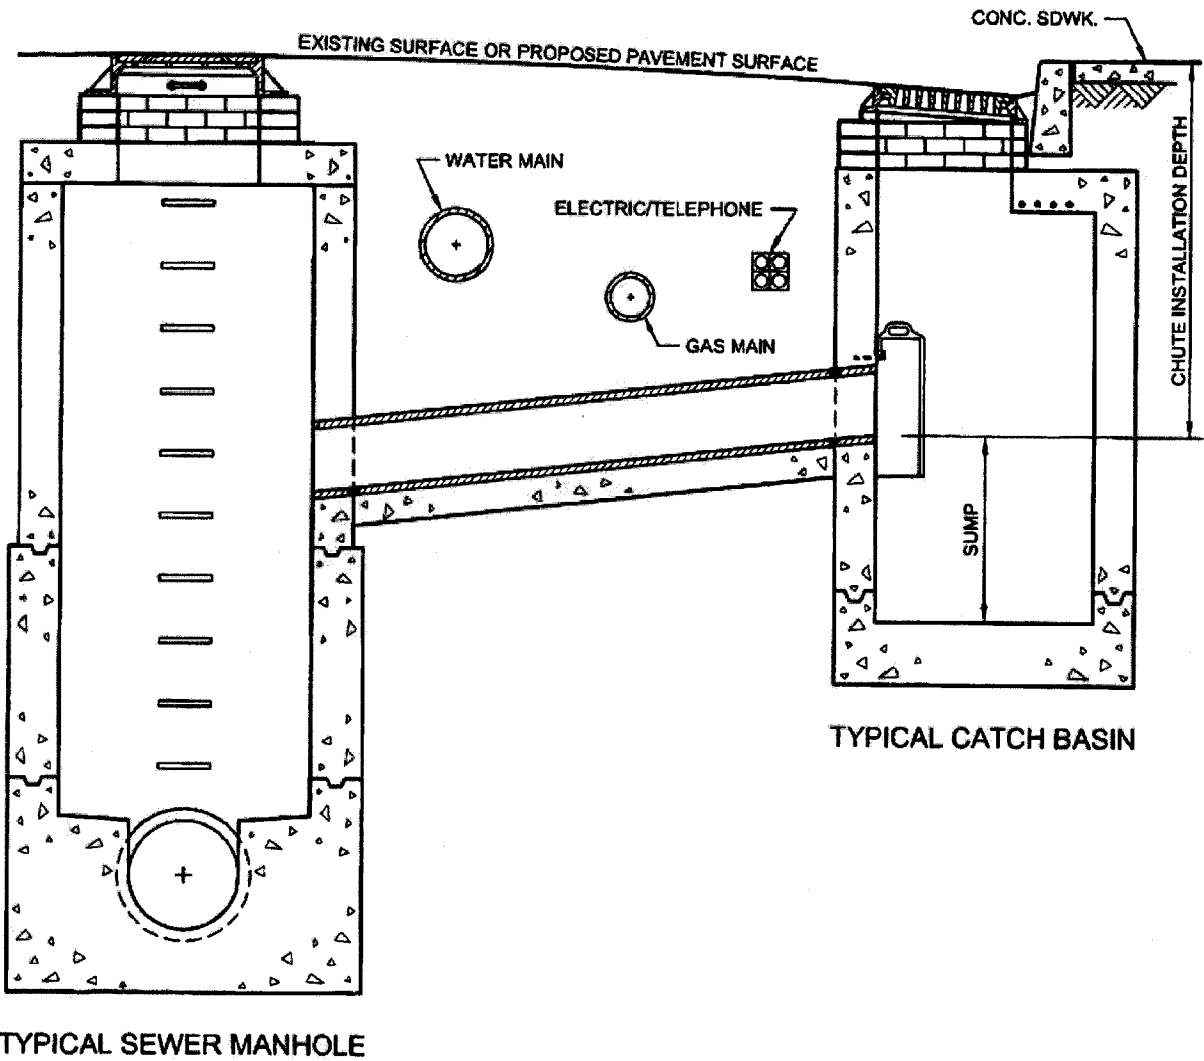 CONC. SDWK.
EXISTING SURFACE OR PROPOSED PAVEMENT SURFACE
WATER MAIN
ELECTRIC/TELEPHONE
GAS MAIN
CHUTE INSTALLATION DEPTH
SUMP
TYPICAL CATCH BASIN
TYPICAL SEWER MANHOLE